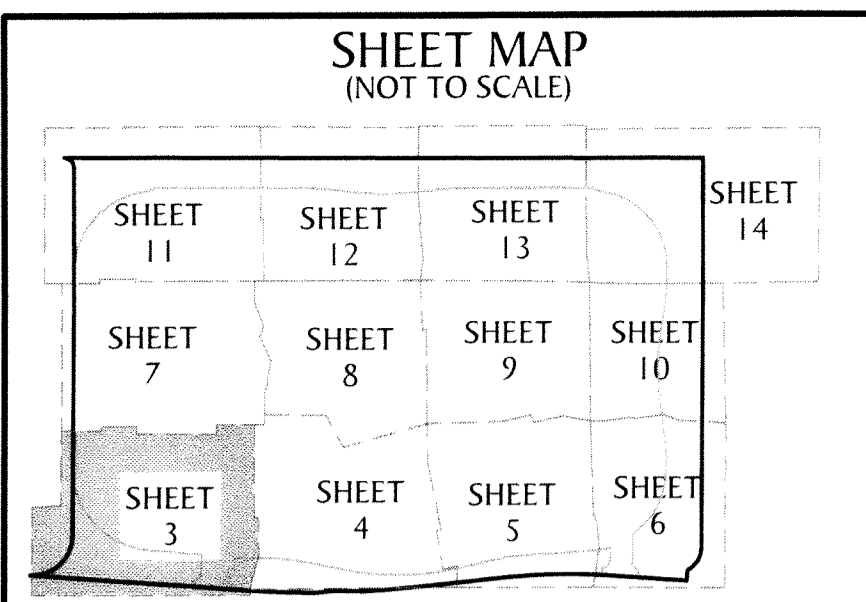 SHEET MAP
(NOT TO SCALE)
SHEET
11
SHEET
12
SHEET
13
SHEET
14
SHEET
7
SHEET
8
SHEET
9
SHEET
10
SHEET
3
SHEET
4
SHEET
5
SHEET
6